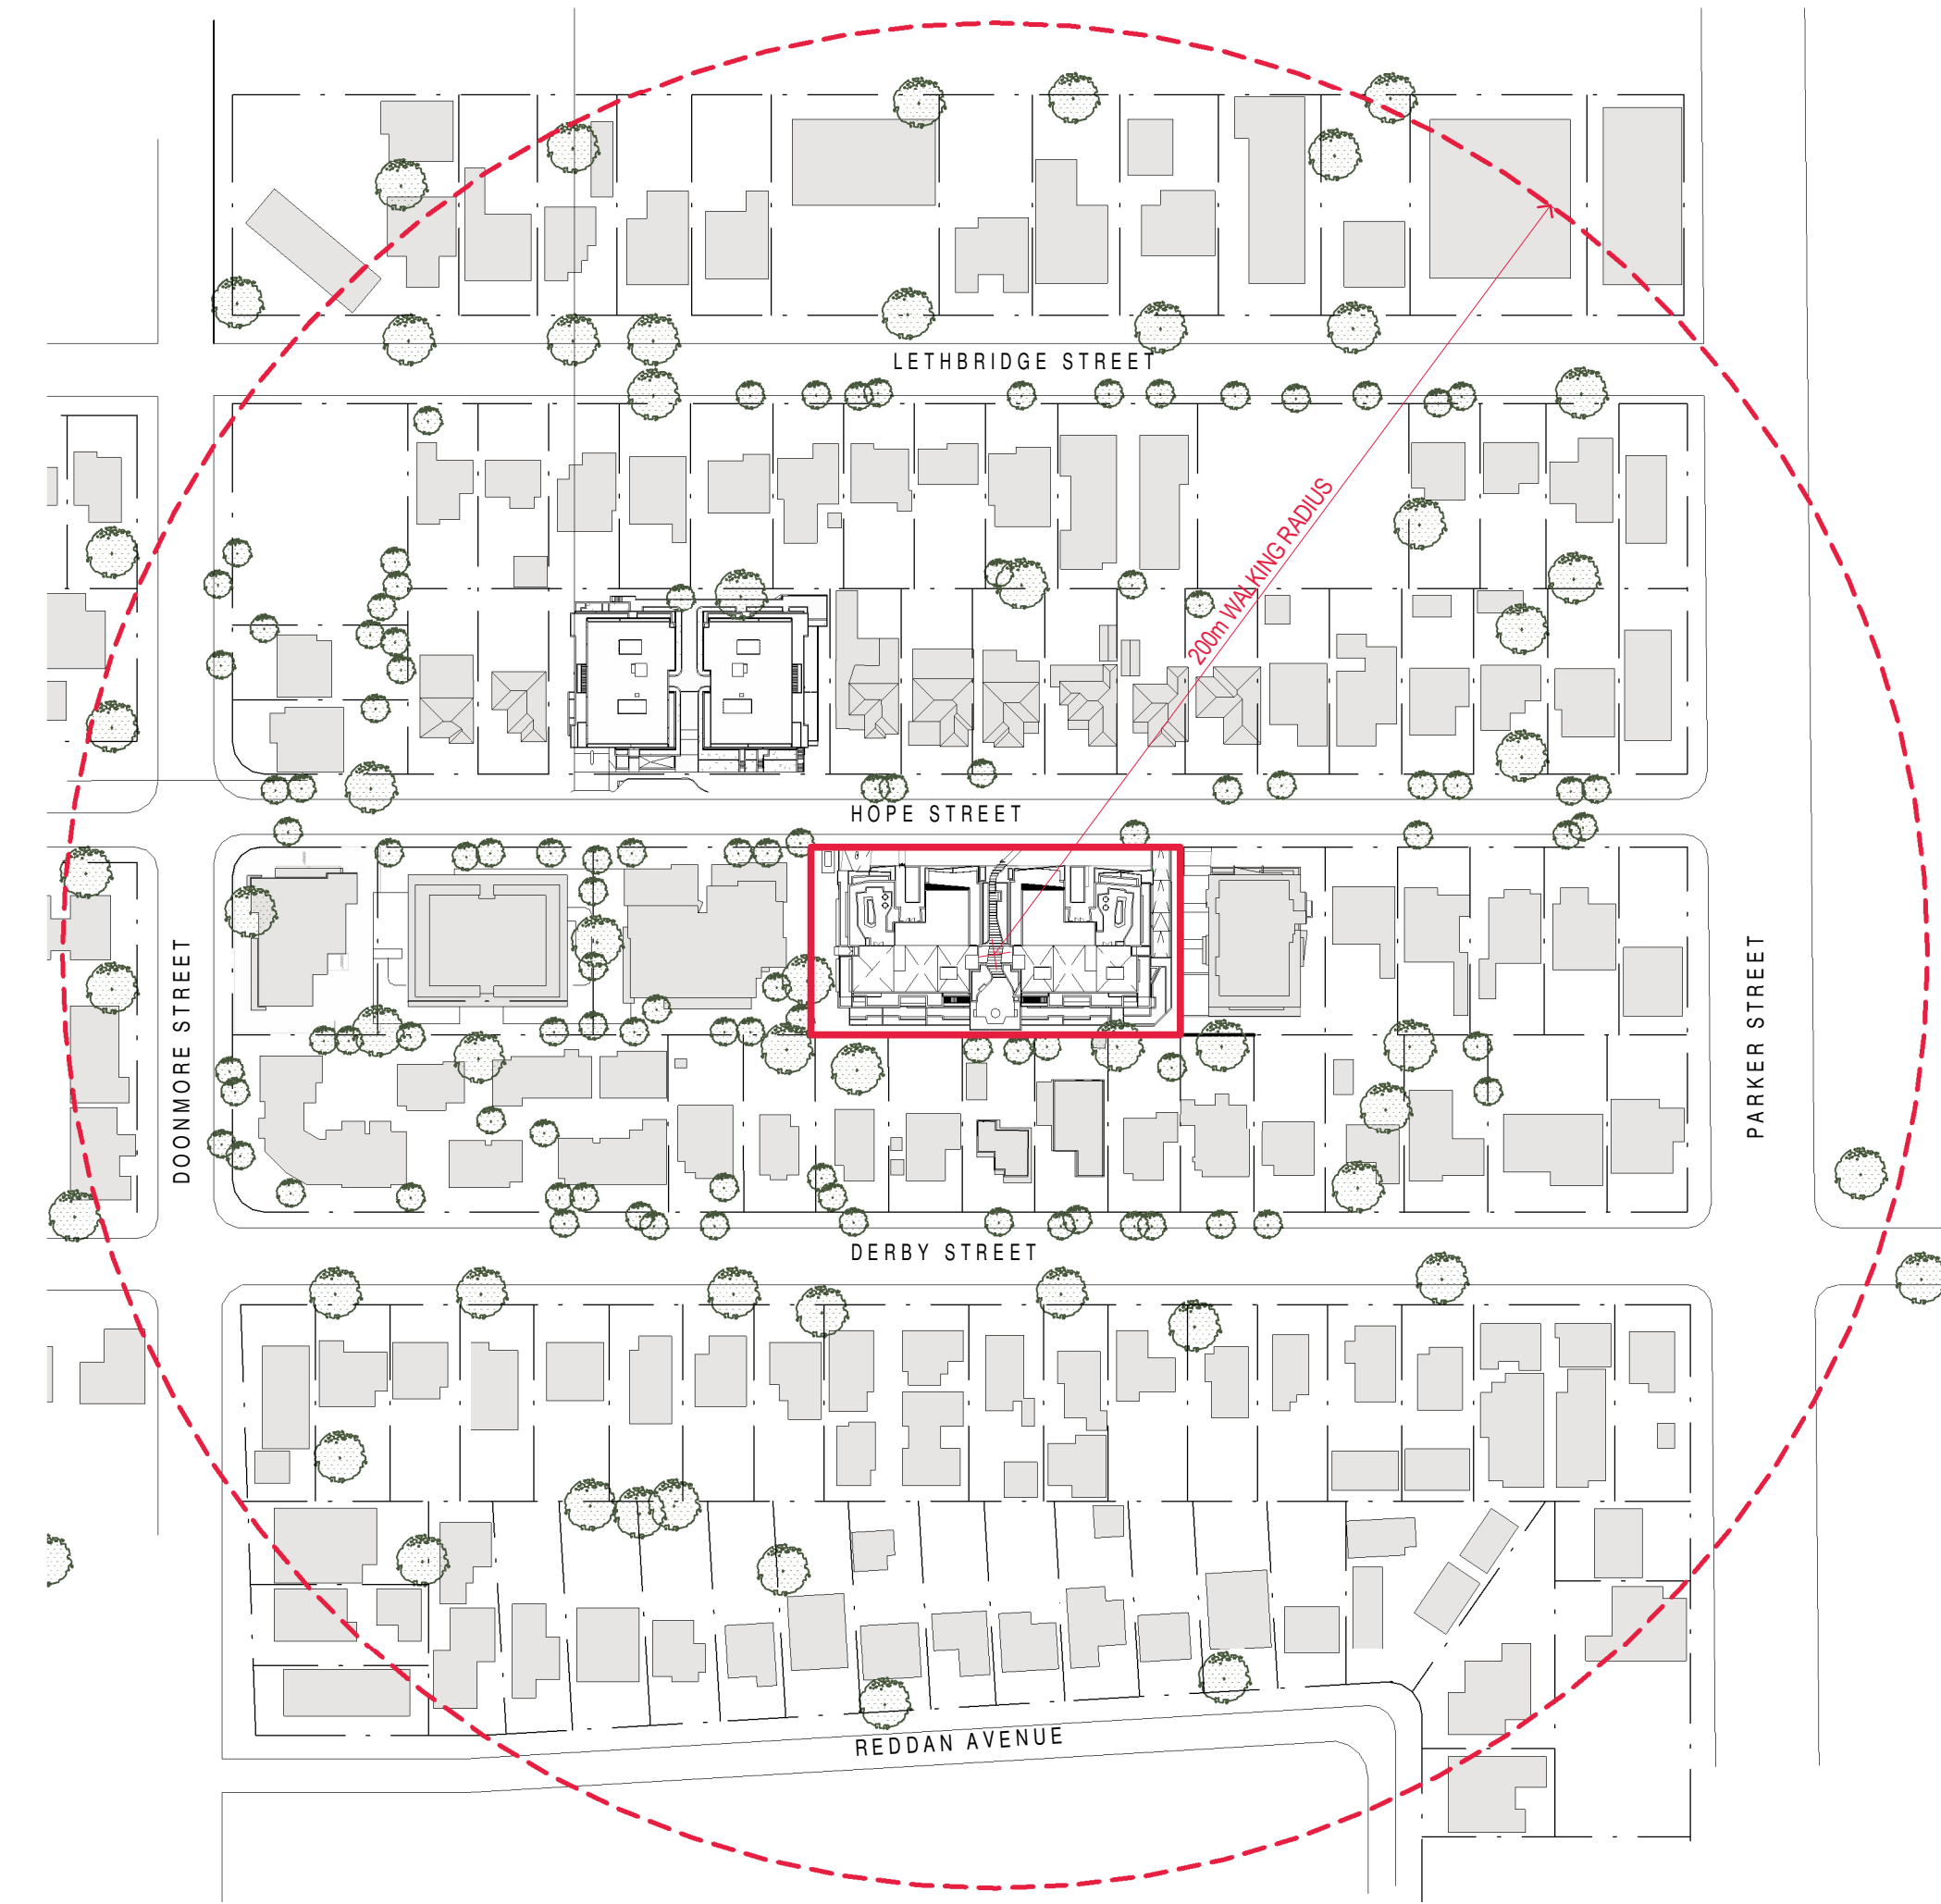 LETHBRIDGE STREET
200m WALKING RADIUS
HOPE STREET
DOONMORE STREET
PARKER STREET
DERBY STREET
REDDAN AVENUE